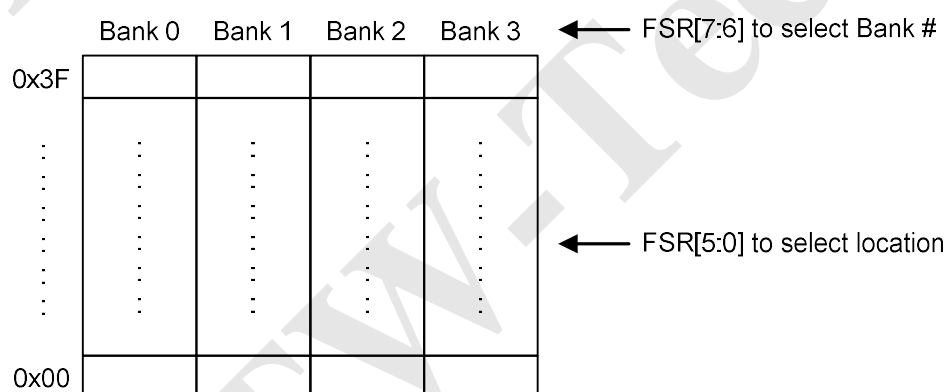 Bank 0 Bank 1 Bank 2 Bank 3 FSR[7:6] to select Bank #
0x3F
FSR[5:0] to select location
0x00